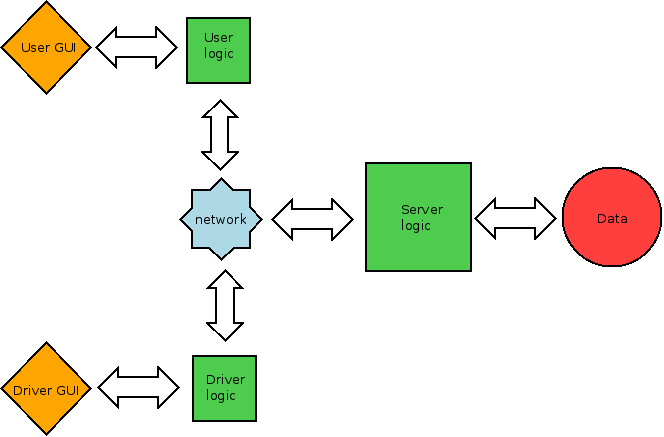 User GUI
User
logic
network
Server
logic
Data
Driver GUI
Driver
logic